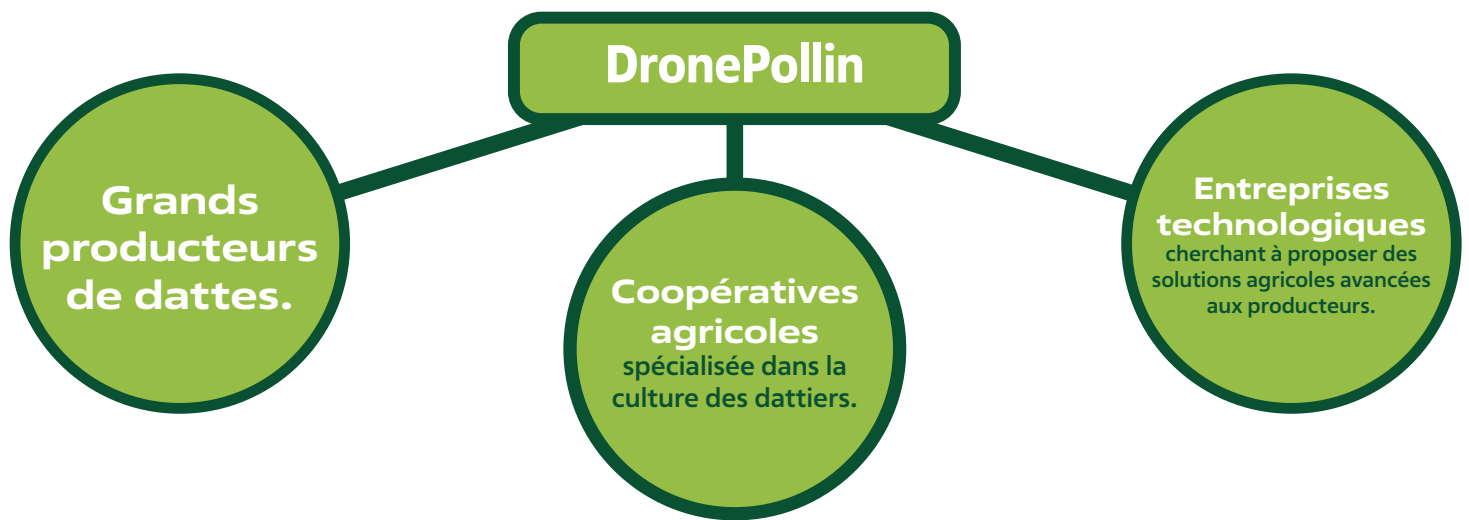 DronePollin
Grands
producteurs
de dattes.
Coopératives
agricoles
spécialisée dans la
culture des dattiers.
Entreprises
technologiques
cherchant à proposer des
solutions agricoles avancées
aux producteurs.